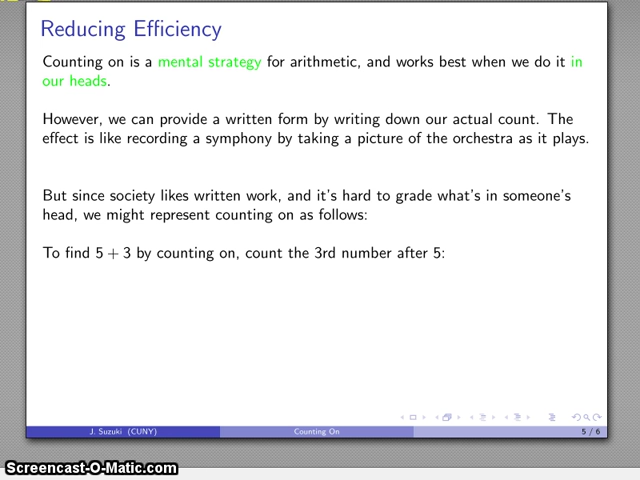 Reducing Efficiency
Counting on is a mental strategy for arithmetic, and works best when we do it in
our heads.
However, we can provide a written form by writing down our actual count. The
effect is like recording a symphony by taking a picture of the orchestra as it plays.
But since society likes written work, and it's hard to grade what's in someone's
head, we might represent counting on as follows:
To find 5 + 3 by counting on, count the 3rd number after 5:
J. Suzuki (CUNY) Counting On 5 / 6
Screencast-O-Matic.com